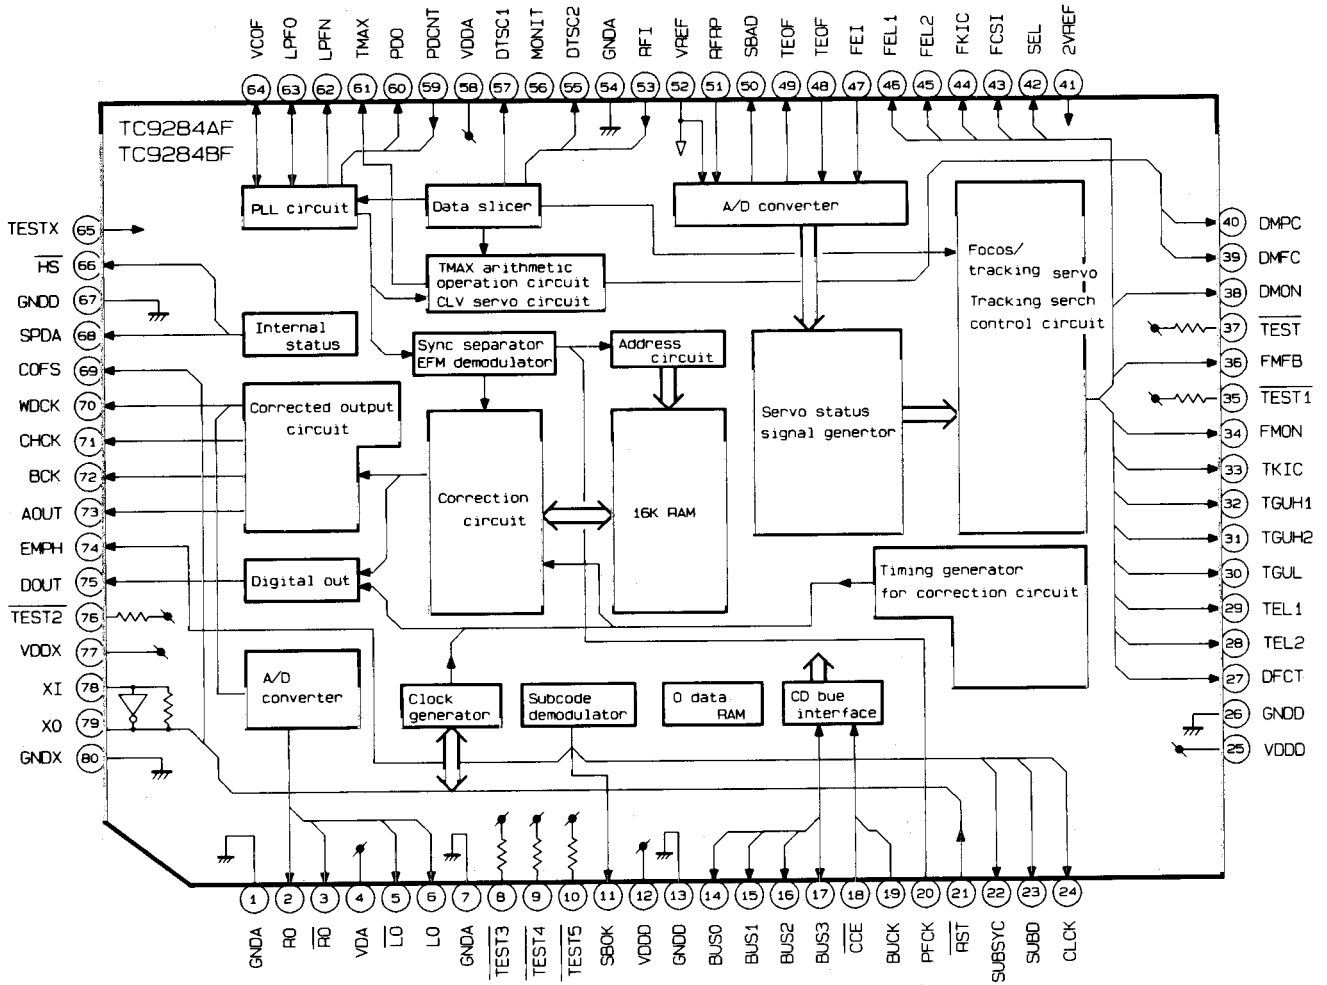 VCOF LPFO LPFN TMAX PDO PDCNT VDDA DTSC1 MONIT DTSC2 GNDA RFI VREF RFRP SBAD TEOF TEOF FEI FEL1 FEL2 FKIC FCSI SEL 2VREF
64 63 62 61 60 59 58 57 56 55 54 53 52 51 50 49 48 47 46 45 44 43 42 41
TC9284AF
TC9284BF
PLL circuit
Data slicer
A/D converter
TMAX arithmetic
operation circuit
CLV servo circuit
Focos/
tracking servo
Tracking serch
control circuit
Internal
status
Sync separator
EFM demodulator
Address
circuit
Corrected output
circuit
Servo status
signal genertor
Correction
circuit
16K RAM
Digital out
Timing generator
for correction circuit
A/D
converter
Clock
generator
Subcode
demodulator
O data
RAM
CD bue
interface
TESTX 65
HS 66
GNDD 67
SPDA 68
COFS 69
WDCK 70
CHCK 71
BCK 72
AOUT 73
EMPH 74
DOUT 75
TEST2 76
VDDX 77
XI 78
XO 79
GNDX 80
40 DMPC
39 DMFC
38 DMON
37 TEST
36 FMFB
35 TEST1
34 FMON
33 TKIC
32 TGUH1
31 TGUH2
30 TGUL
29 TEL1
28 TEL2
27 DFCT
26 GNDD
25 VDDD
1 2 3 4 5 6 7 8 9 10 11 12 13 14 15 16 17 18 19 20 21 22 23 24
GNDA RO RO VDA LO LO GNDA TEST3 TEST4 TEST5 SBOK VDDD GNDD BUS0 BUS1 BUS2 BUS3 CCE BUCK PFCK RST SUBSYC SUBD CLCK